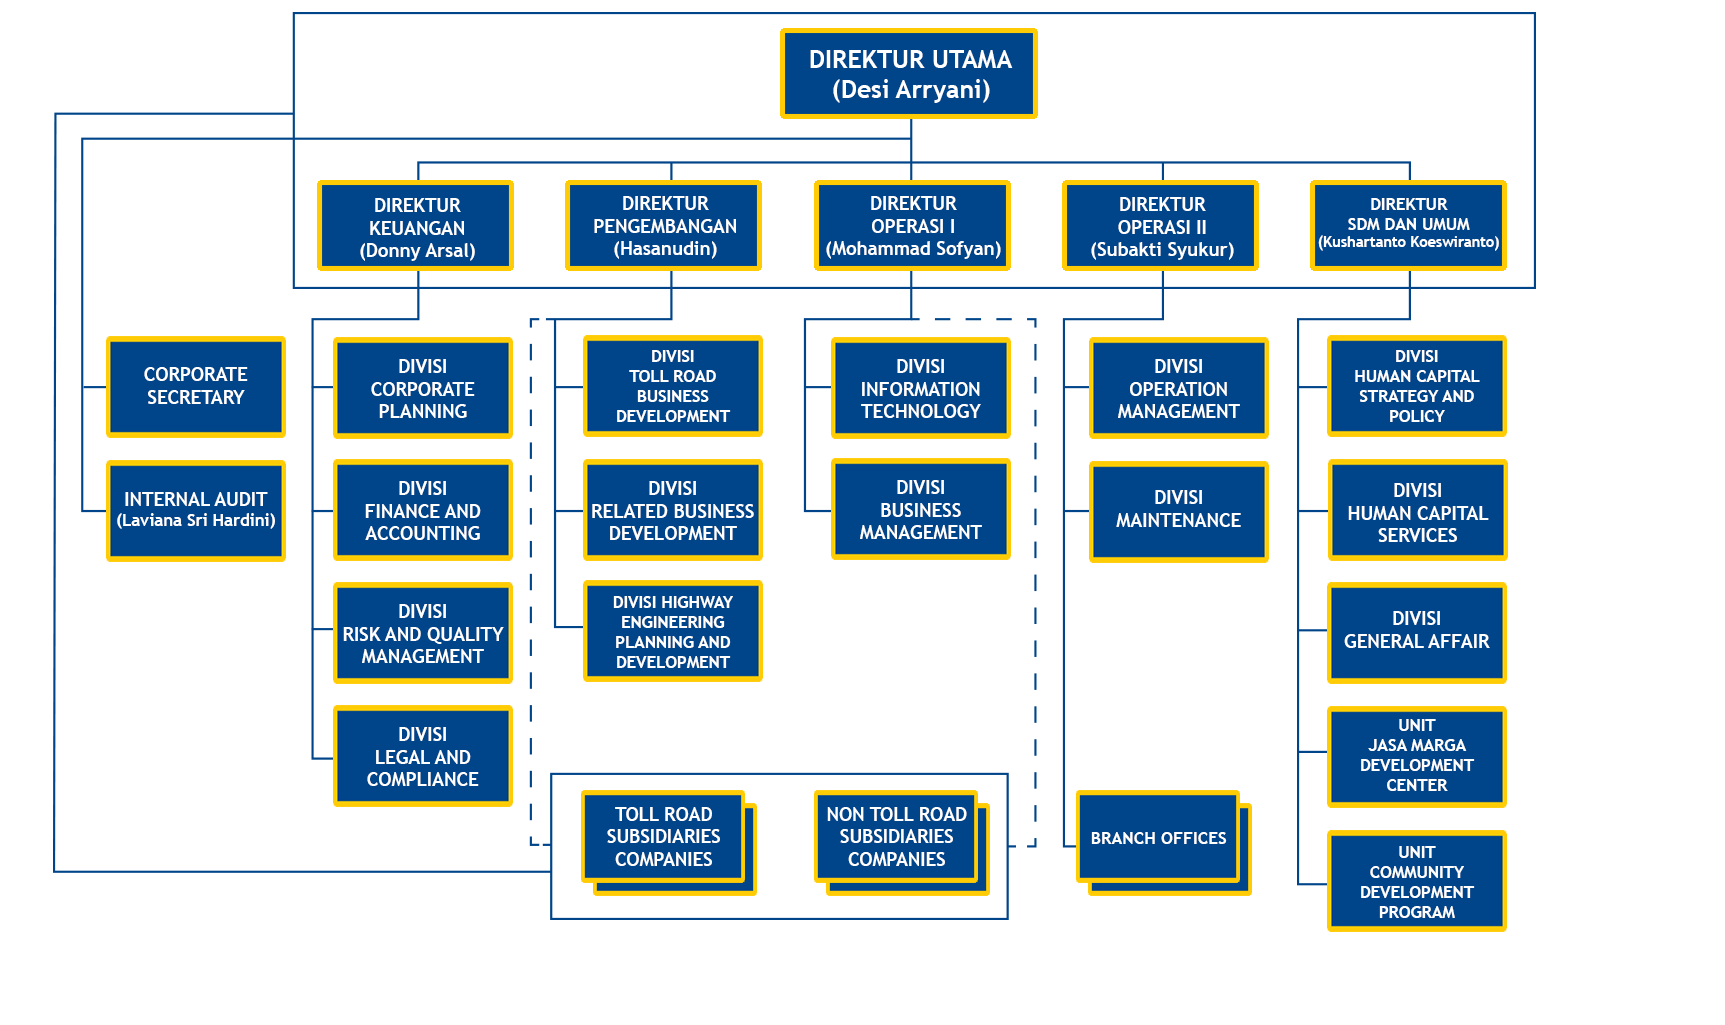 DIREKTUR UTAMA
(Desi Arryani)
DIREKTUR
KEUANGAN
(Donny Arsal)
DIREKTUR
PENGEMBANGAN
(Hasanudin)
DIREKTUR
OPERASI I
(Mohammad Sofyan)
DIREKTUR
OPERASI II
(Subakti Syukur)
DIREKTUR
SDM DAN UMUM
(Kushartanto Koeswiranto)
CORPORATE
SECRETARY
INTERNAL AUDIT
(Laviana Sri Hardini)
DIVISI
CORPORATE
PLANNING
DIVISI
FINANCE AND
ACCOUNTING
DIVISI
RISK AND QUALITY
MANAGEMENT
DIVISI
LEGAL AND
COMPLIANCE
DIVISI
TOLL ROAD
BUSINESS
DEVELOPMENT
DIVISI
RELATED BUSINESS
DEVELOPMENT
DIVISI HIGHWAY
ENGINEERING
PLANNING AND
DEVELOPMENT
DIVISI
INFORMATION
TECHNOLOGY
DIVISI
BUSINESS
MANAGEMENT
TOLL ROAD
SUBSIDIARIES
COMPANIES
NON TOLL ROAD
SUBSIDIARIES
COMPANIES
DIVISI
OPERATION
MANAGEMENT
DIVISI
MAINTENANCE
BRANCH OFFICES
DIVISI
HUMAN CAPITAL
STRATEGY AND
POLICY
DIVISI
HUMAN CAPITAL
SERVICES
DIVISI
GENERAL AFFAIR
UNIT
JASA MARGA
DEVELOPMENT
CENTER
UNIT
COMMUNITY
DEVELOPMENT
PROGRAM